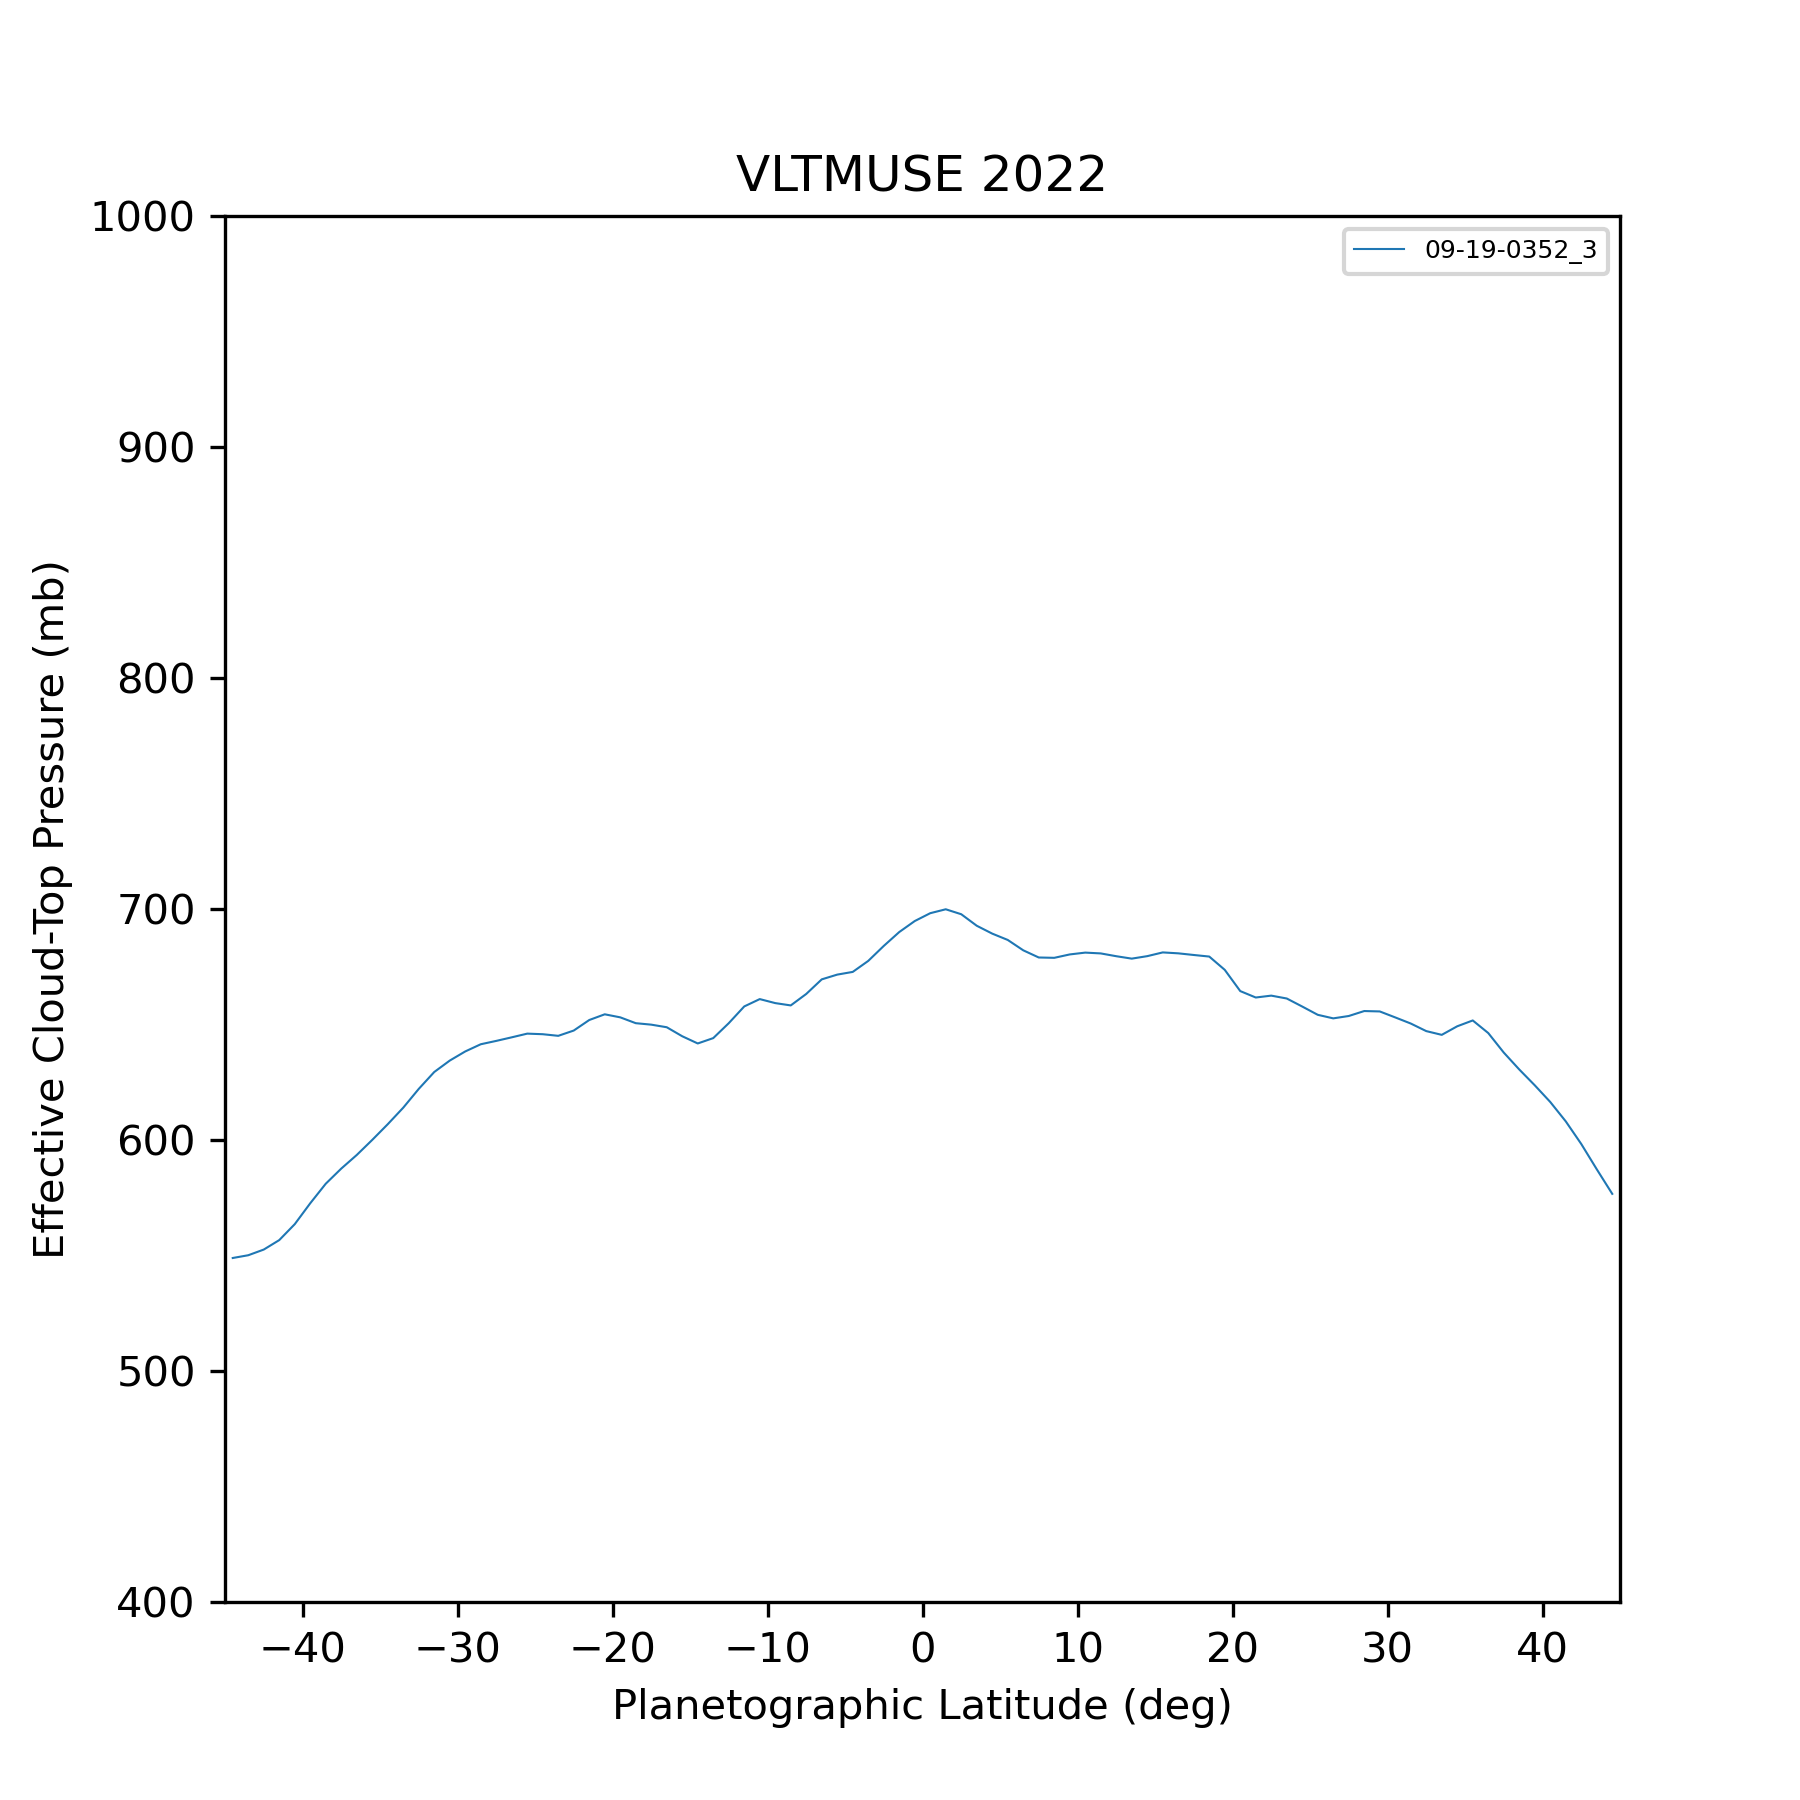 VLTMUSE 2022
1000
09-19-0352_3
900
800
700
600
500
400
Effective Cloud-Top Pressure (mb)
−40 −30 −20 −10 0 10 20 30 40
Planetographic Latitude (deg)